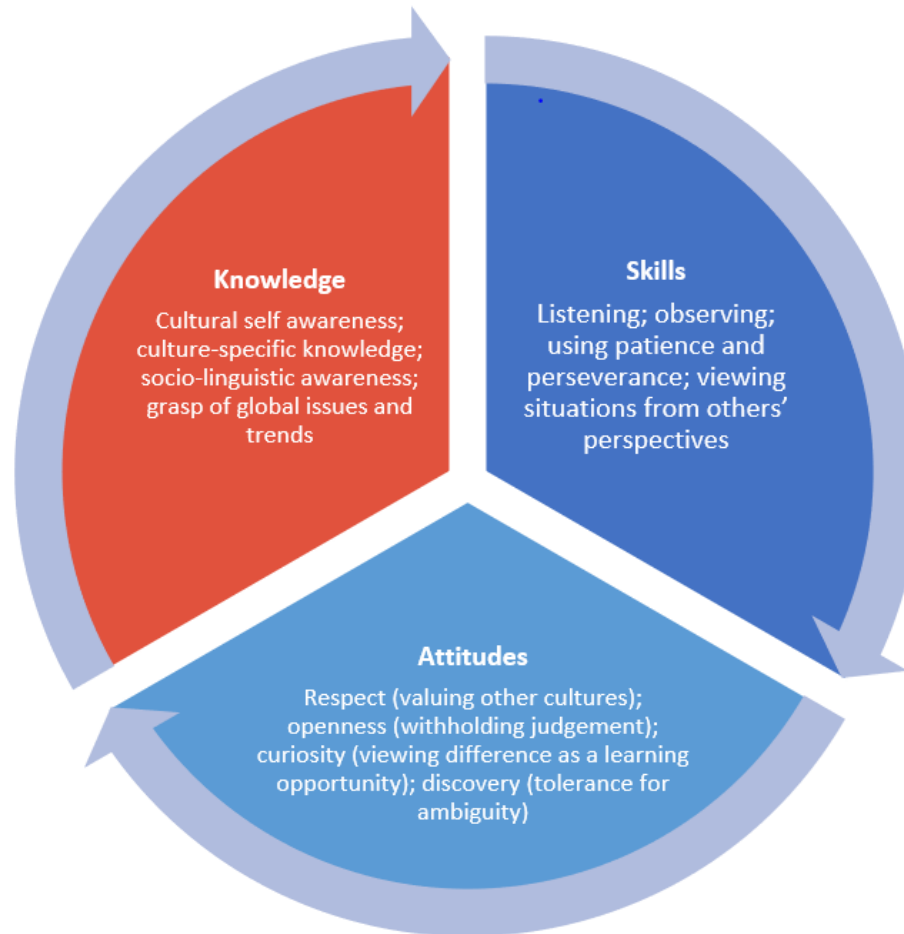 Knowledge
Cultural self awareness;
culture-specific knowledge;
socio-linguistic awareness;
grasp of global issues and
trends
Skills
Listening; observing;
using patience and
perseverance; viewing
situations from others’
perspectives
Attitudes
Respect (valuing other cultures);
openness (withholding judgement);
curiosity (viewing difference as a learning
opportunity); discovery (tolerance for
ambiguity)